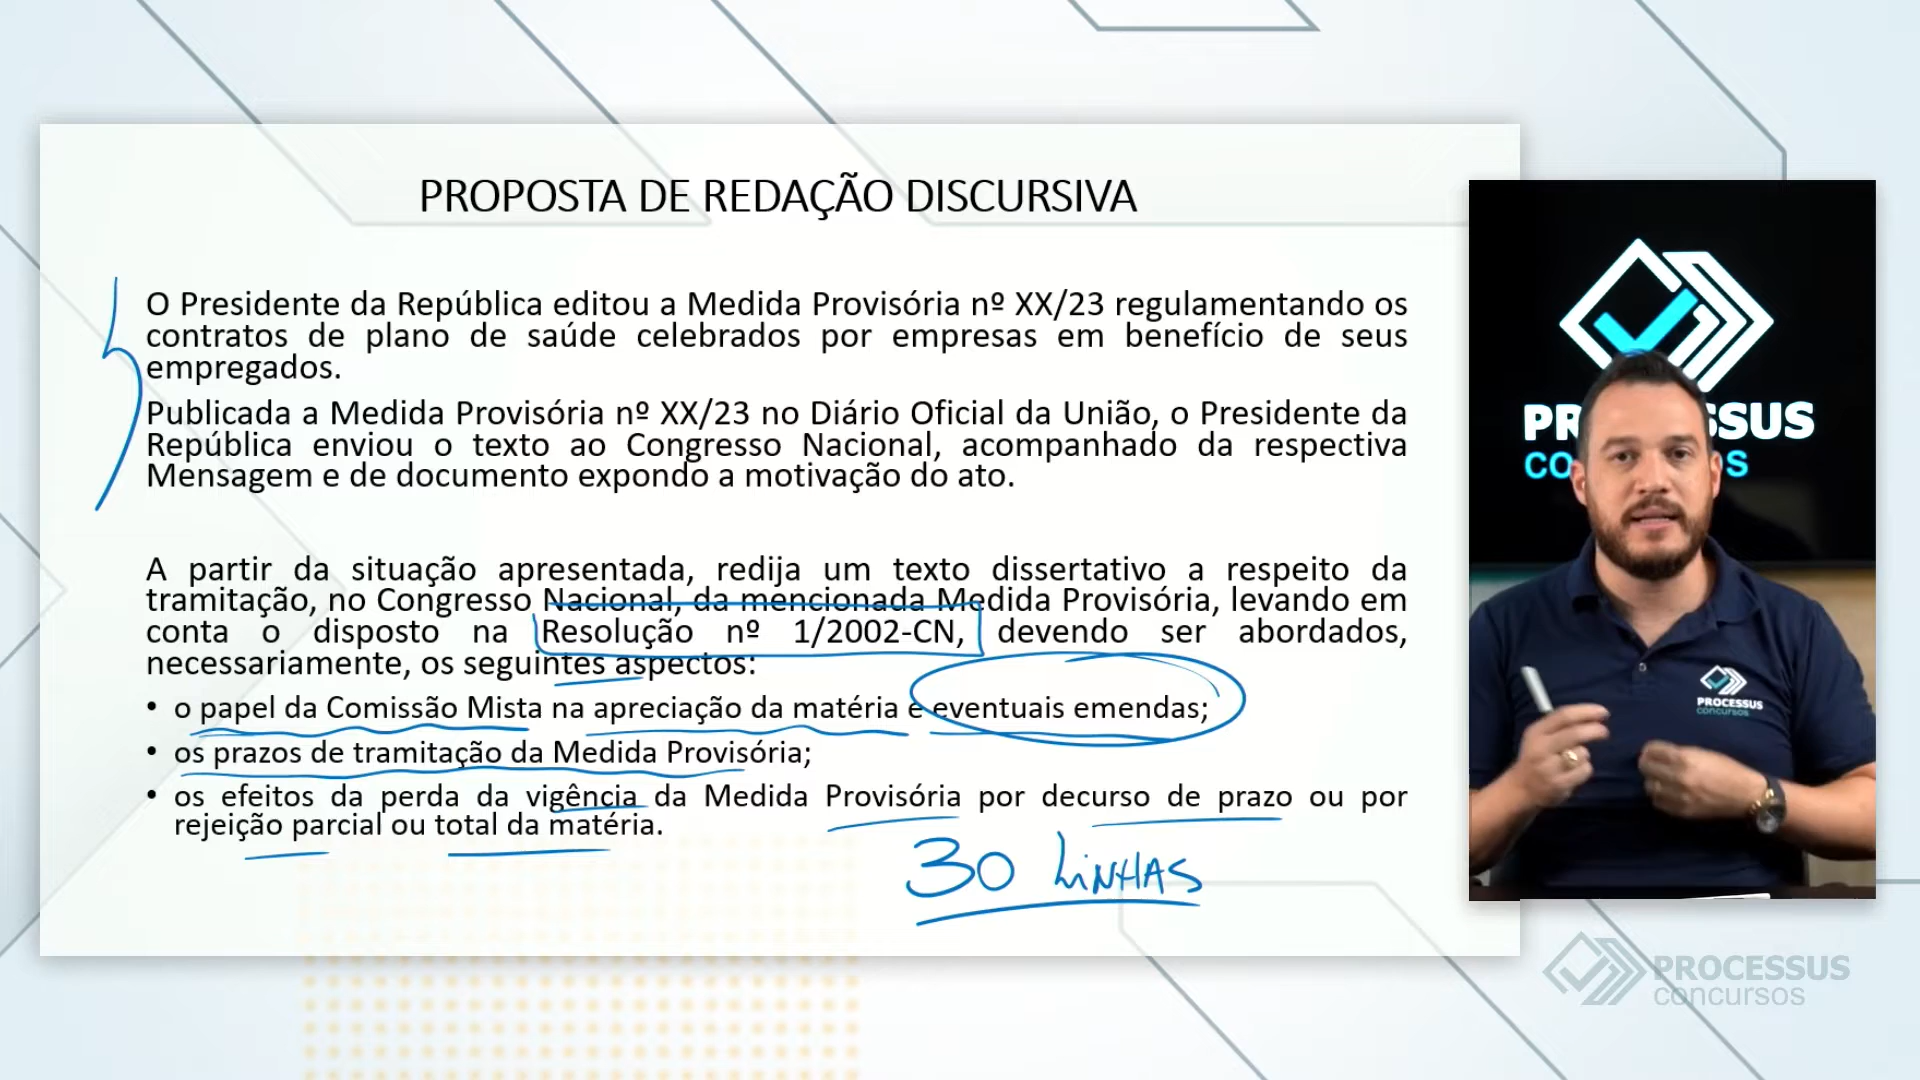 PROPOSTA DE REDAÇÃO DISCURSIVA
O Presidente da República editou a Medida Provisória nº XX/23 regulamentando os
contratos de plano de saúde celebrados por empresas em benefício de seus
empregados.
Publicada a Medida Provisória nº XX/23 no Diário Oficial da União, o Presidente da
República enviou o texto ao Congresso Nacional, acompanhado da respectiva
Mensagem e de documento expondo a motivação do ato.
A partir da situação apresentada, redija um texto dissertativo a respeito da
tramitação, no Congresso Nacional, da mencionada Medida Provisória, levando em
conta o disposto na Resolução nº 1/2002-CN, devendo ser abordados,
necessariamente, os seguintes aspectos:
• o papel da Comissão Mista na apreciação da matéria e eventuais emendas;
• os prazos de tramitação da Medida Provisória;
• os efeitos da perda da vigência da Medida Provisória por decurso de prazo ou por
rejeição parcial ou total da matéria.
30 LINHAS
PR SSUS
CO OS
PROCESSUS
concursos
PROCESSUS
concursos